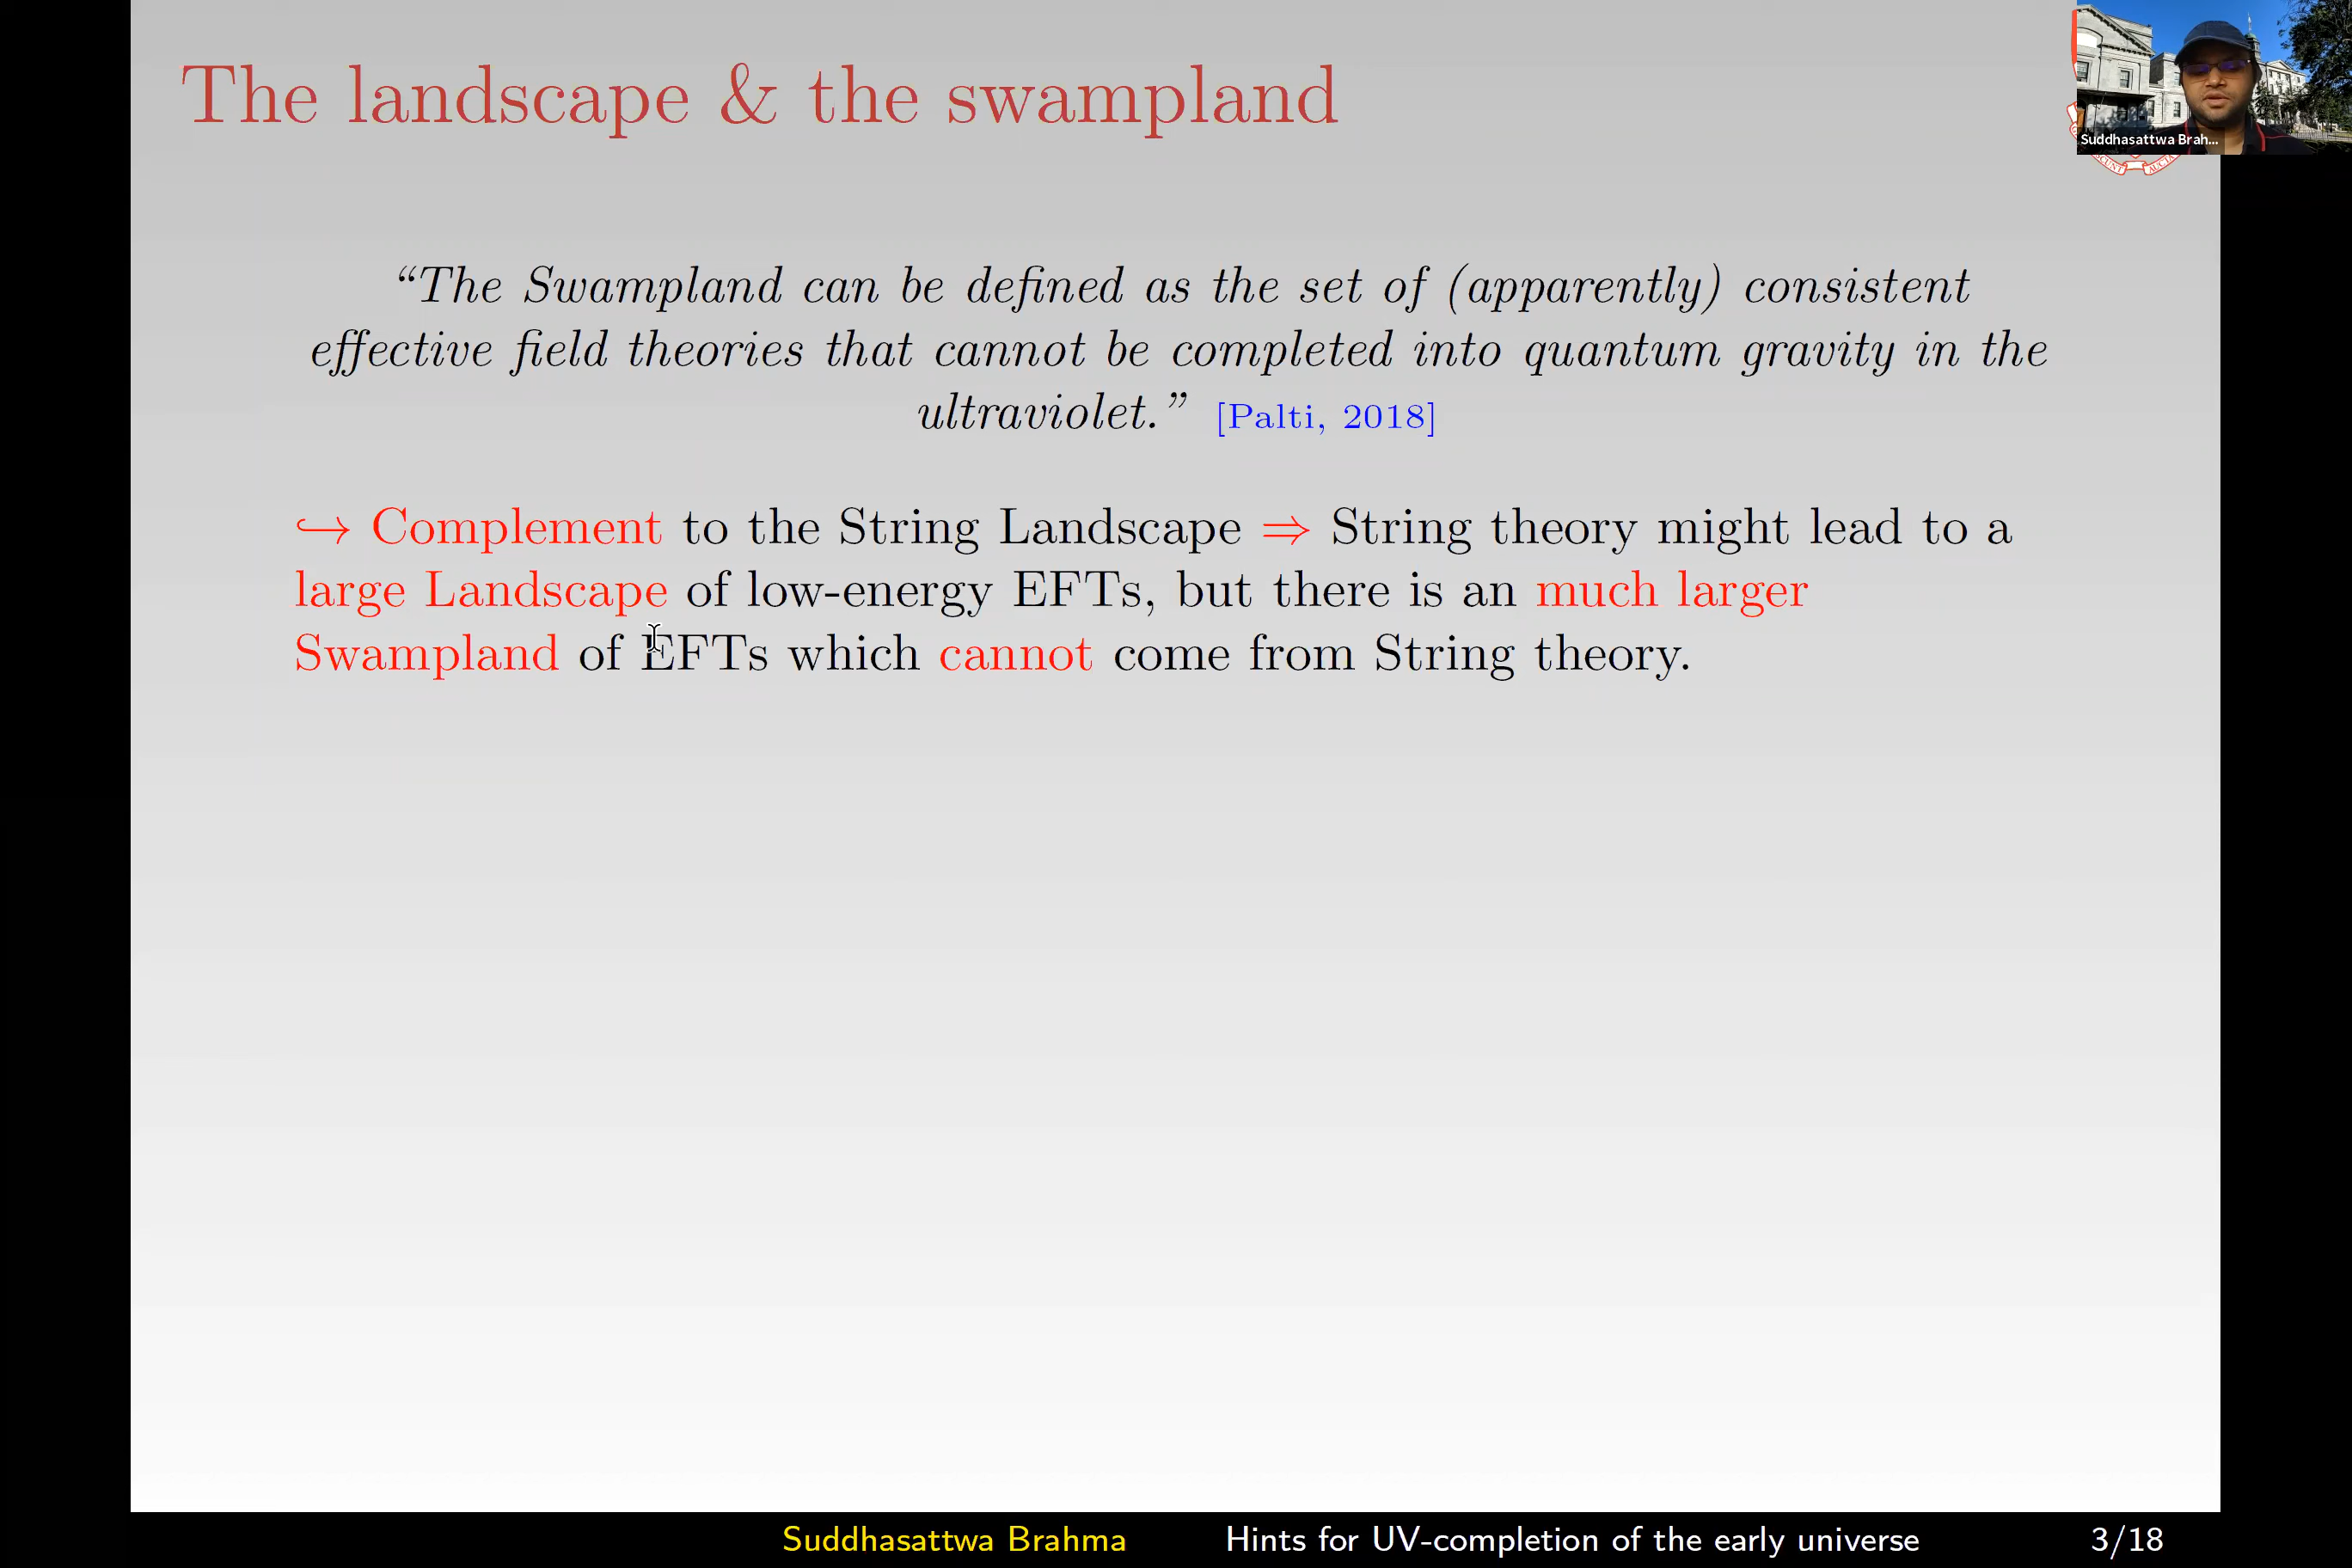 The landscape & the swampland
Suddhasattwa Brah...
“The Swampland can be defined as the set of (apparently) consistent
effective field theories that cannot be completed into quantum gravity in the
ultraviolet.” [Palti, 2018]
↪ Complement to the String Landscape ⇒ String theory might lead to a
large Landscape of low-energy EFTs, but there is an much larger
Swampland of EFTs which cannot come from String theory.
Suddhasattwa Brahma Hints for UV-completion of the early universe 3/18